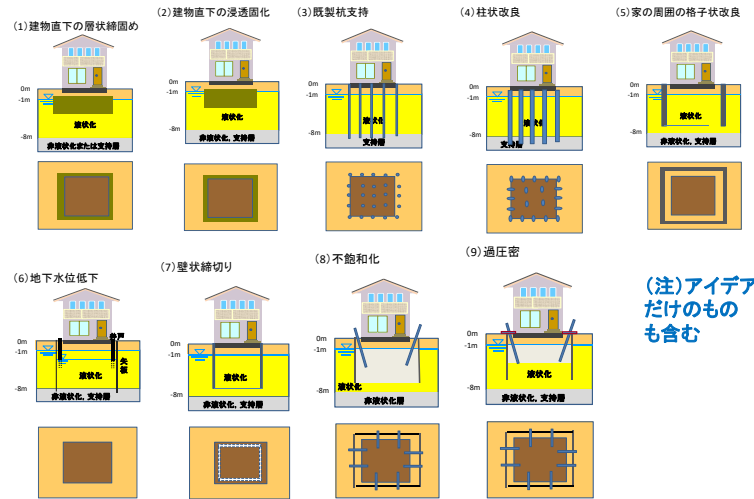 (1)建物直下の層状締固め
(2)建物直下の浸透固化
(3)既製杭支持
(4)柱状改良
(5)家の周囲の格子状改良
0m
-1m
液状化
-8m
非液状化または支持層
0m
-1m
液状化
-8m
非液状化、支持層
0m
-1m
液状化
-8m
支持層
0m
-1m
液状化
-8m
支持層
0m
-1m
液状化
-8m
非液状化、支持層
(6)地下水位低下
(7)壁状締切り
(8)不飽和化
(9)過圧密
(注)アイデア
だけのもの
も含む
0m
-1m
井戸
矢板
液状化
-8m
非液状化，支持層
0m
-1m
液状化
-8m
非液状化，支持層
0m
-1m
液状化
-8m
非液状化層
0m
-1m
液状化
-8m
非液状化，支持層